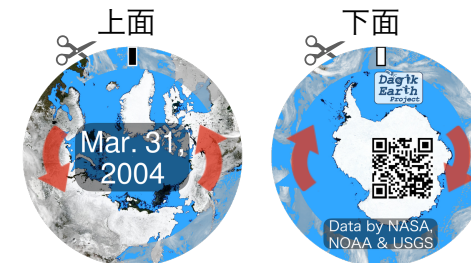 上面
下面
Mar. 31,
2004
Dagik
Earth
Project
Data by NASA,
NOAA & USGS